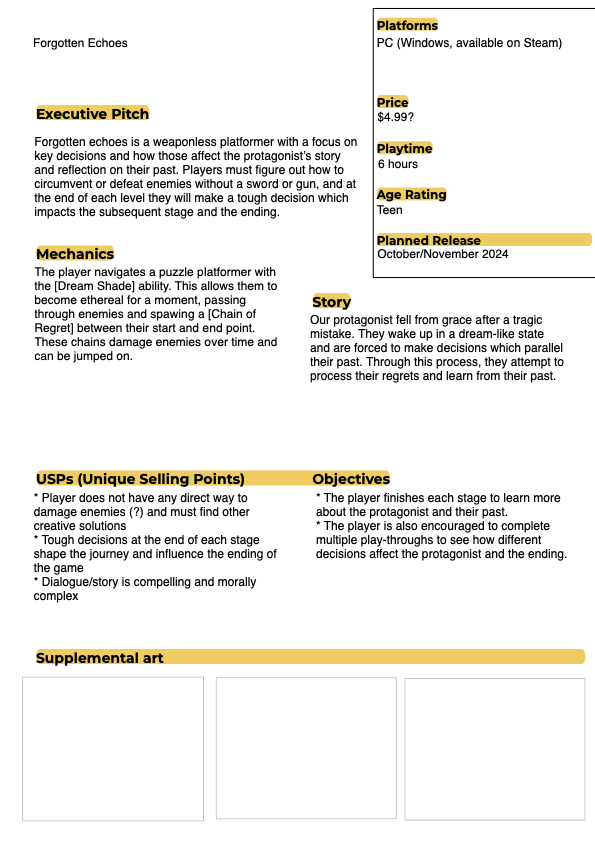 Forgotten Echoes
Platforms
PC (Windows, available on Steam)
Price
$4.99?
Playtime
6 hours
Age Rating
Teen
Planned Release
October/November 2024
Executive Pitch
Forgotten echoes is a weaponless platformer with a focus on
key decisions and how those affect the protagonist's story
and reflection on their past. Players must figure out how to
circumvent or defeat enemies without a sword or gun, and at
the end of each level they will make a tough decision which
impacts the subsequent stage and the ending.
Mechanics
The player navigates a puzzle platformer with
the [Dream Shade] ability. This allows them to
become ethereal for a moment, passing
through enemies and spawing a [Chain of
Regret] between their start and end point.
These chains damage enemies over time and
can be jumped on.
Story
Our protagonist fell from grace after a tragic
mistake. They wake up in a dream-like state
and are forced to make decisions which parallel
their past. Through this process, they attempt to
process their regrets and learn from their past.
USPs (Unique Selling Points)
* Player does not have any direct way to
damage enemies (?) and must find other
creative solutions
* Tough decisions at the end of each stage
shape the journey and influence the ending of
the game
* Dialogue/story is compelling and morally
complex
Objectives
* The player finishes each stage to learn more
about the protagonist and their past.
* The player is also encouraged to complete
multiple play-throughs to see how different
decisions affect the protagonist and the ending.
Supplemental art